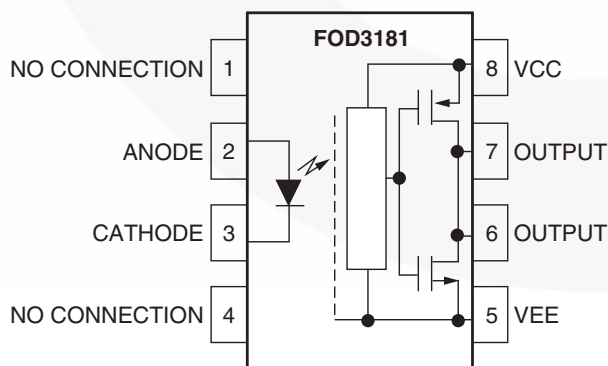 FOD3181
NO CONNECTION 1
8 VCC
ANODE 2
7 OUTPUT
CATHODE 3
6 OUTPUT
NO CONNECTION 4
5 VEE